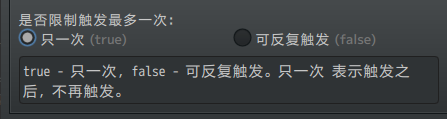 是否限制触发最多一次:
只一次 (true) 可反复触发 (false)
true - 只一次, false - 可反复触发。只一次 表示触发之
后，不再触发。